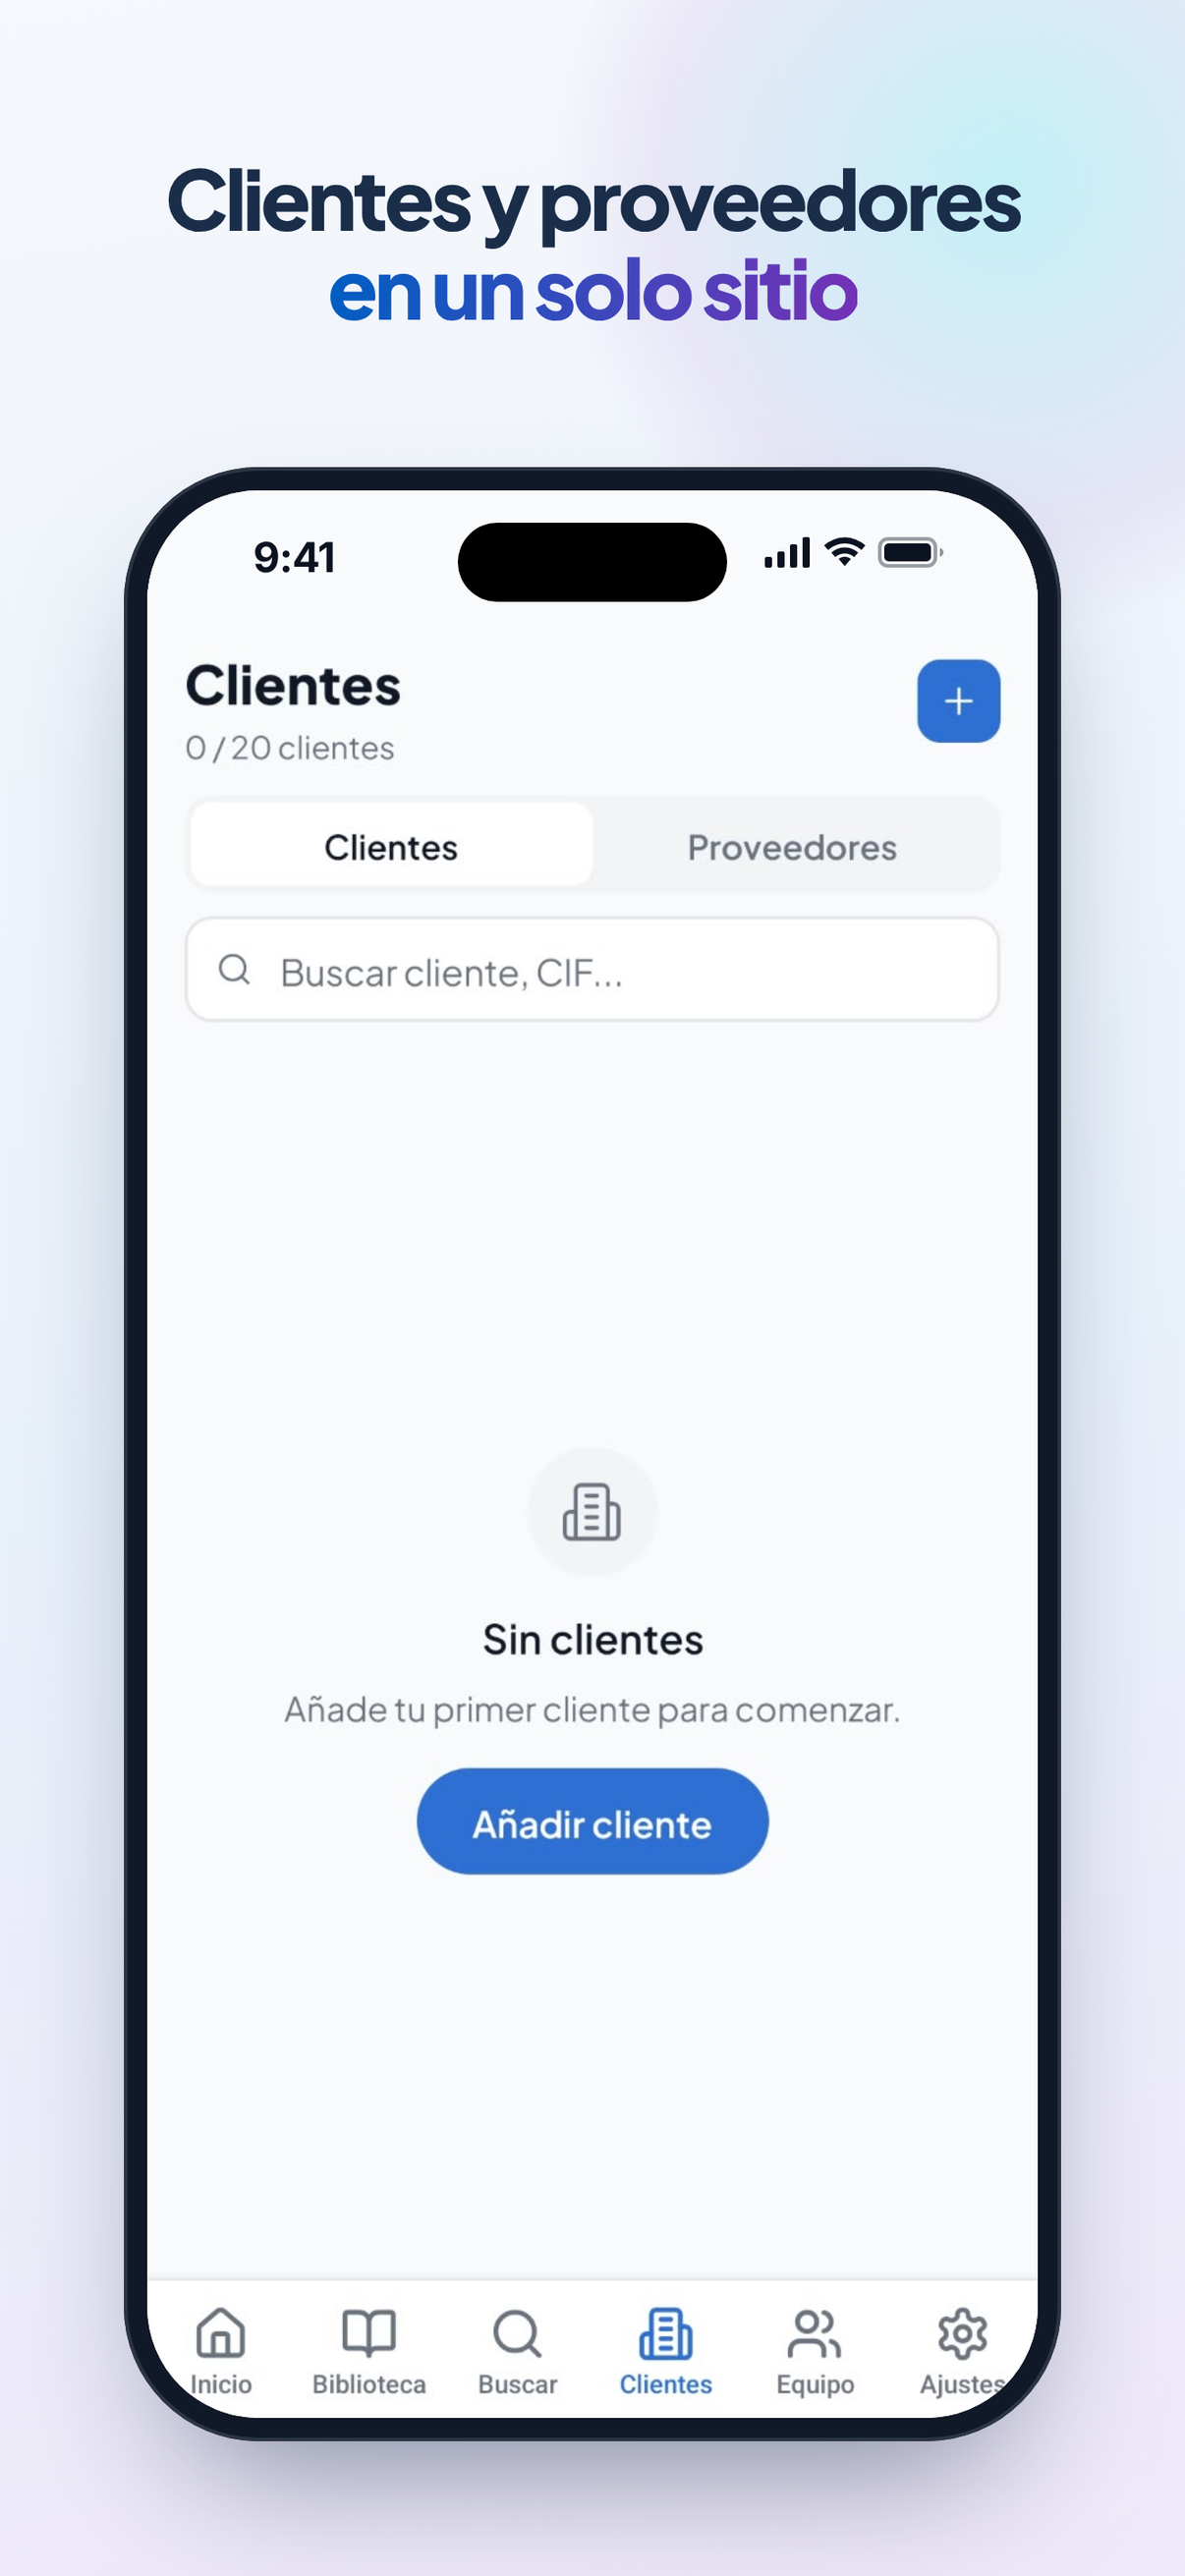 Clientes y proveedores
en un solo sitio
9:41
Clientes
0 / 20 clientes
Clientes
Proveedores
Buscar cliente, CIF...
Sin clientes
Añade tu primer cliente para comenzar.
Añadir cliente
Inicio
Biblioteca
Buscar
Clientes
Equipo
Ajustes